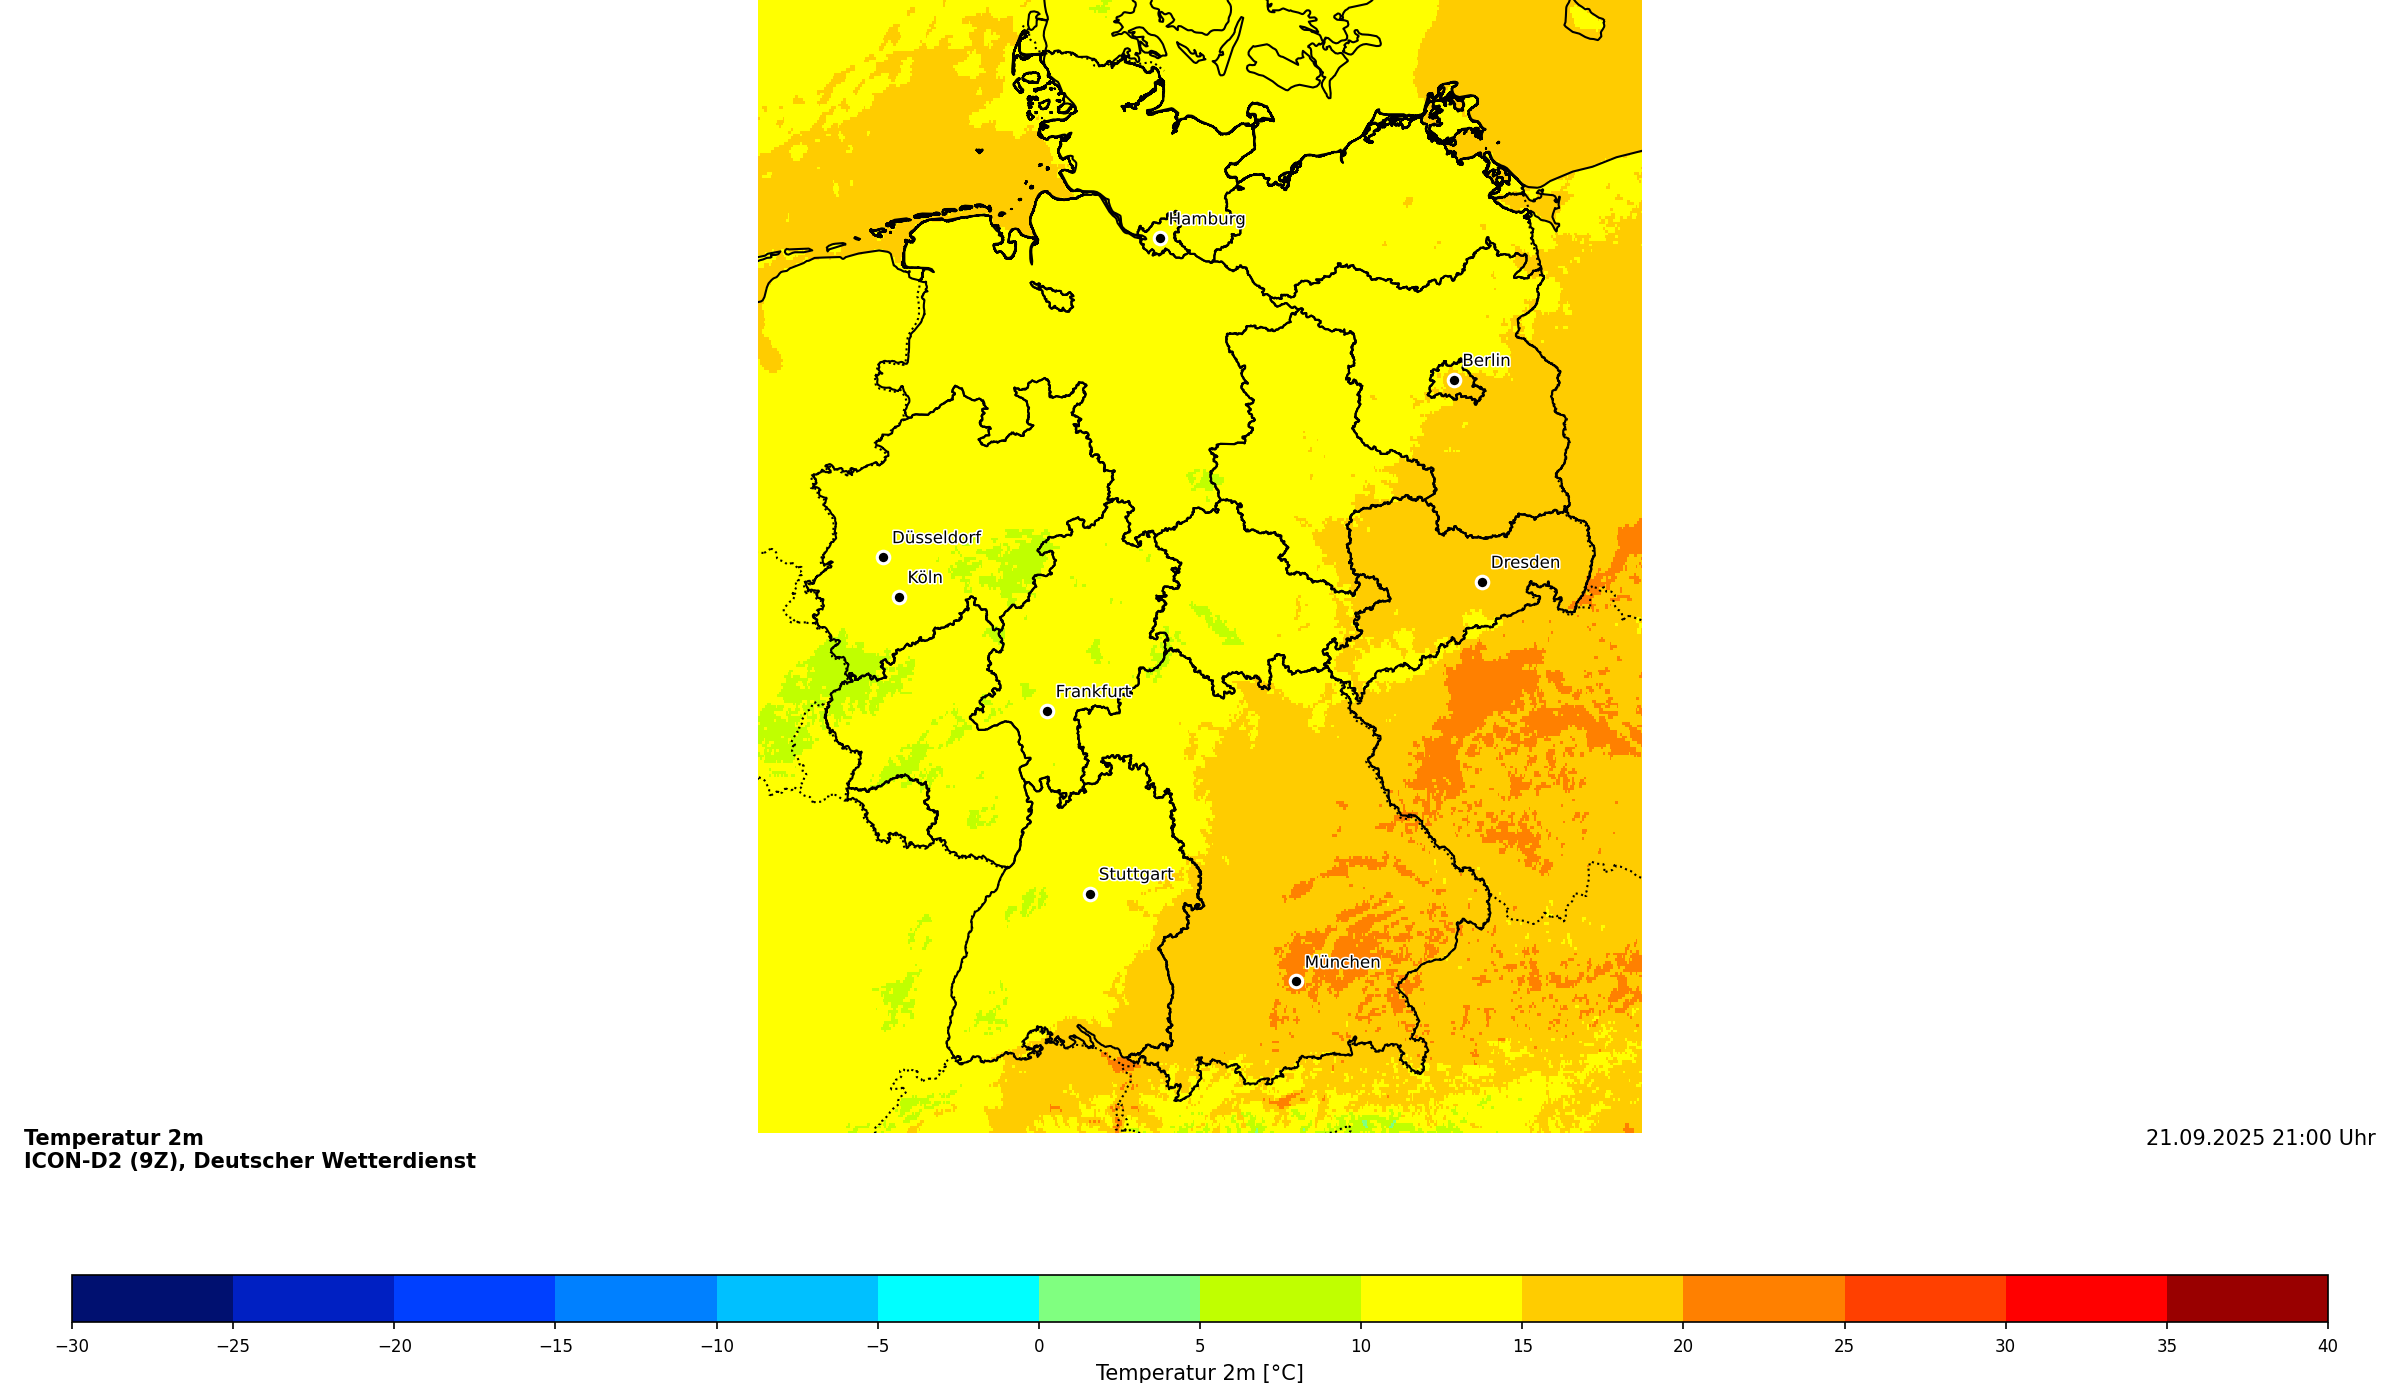 Hamburg
Berlin
Düsseldorf
Köln
Dresden
Frankfurt
Stuttgart
München
Temperatur 2m
ICON-D2 (9Z), Deutscher Wetterdienst
21.09.2025 21:00 Uhr
−30 −25 −20 −15 −10 −5 0 5 10 15 20 25 30 35 40
Temperatur 2m [°C]